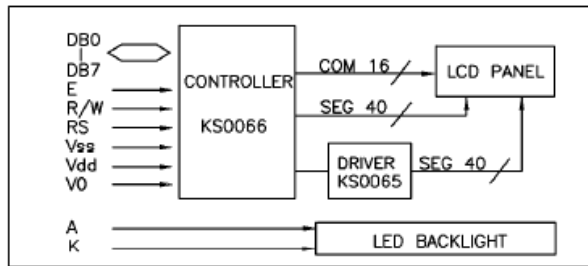 DB0
DB7
E
R/W
RS
Vss
Vdd
V0
CONTROLLER
KS0066
COM 16
SEG 40
LCD PANEL
DRIVER
KS0065
SEG 40
A
K
LED BACKLIGHT